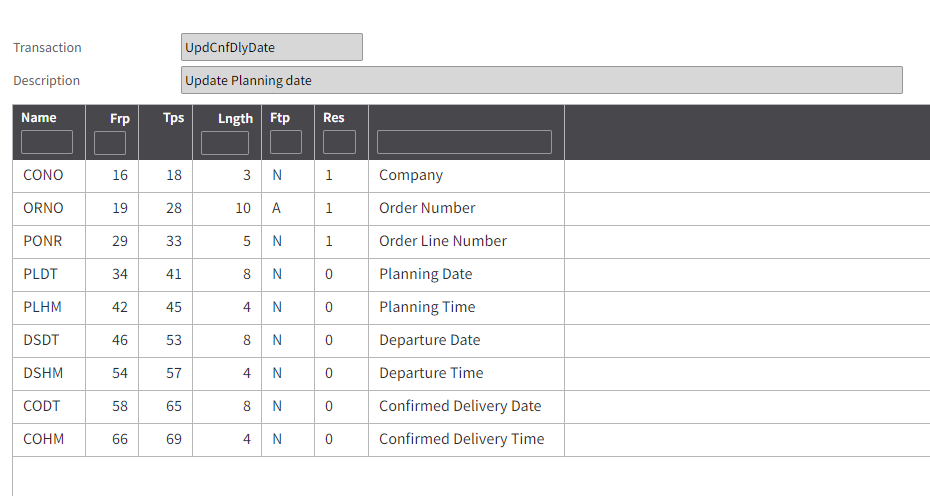 Transaction UpdCnfDlyDate
Description Update Planning date
Name Frp Tps Lngth Ftp Res
CONO 16 18 3 N 1 Company
ORNO 19 28 10 A 1 Order Number
PONR 29 33 5 N 1 Order Line Number
PLDT 34 41 8 N 0 Planning Date
PLHM 42 45 4 N 0 Planning Time
DSDT 46 53 8 N 0 Departure Date
DSHM 54 57 4 N 0 Departure Time
CODT 58 65 8 N 0 Confirmed Delivery Date
COHM 66 69 4 N 0 Confirmed Delivery Time